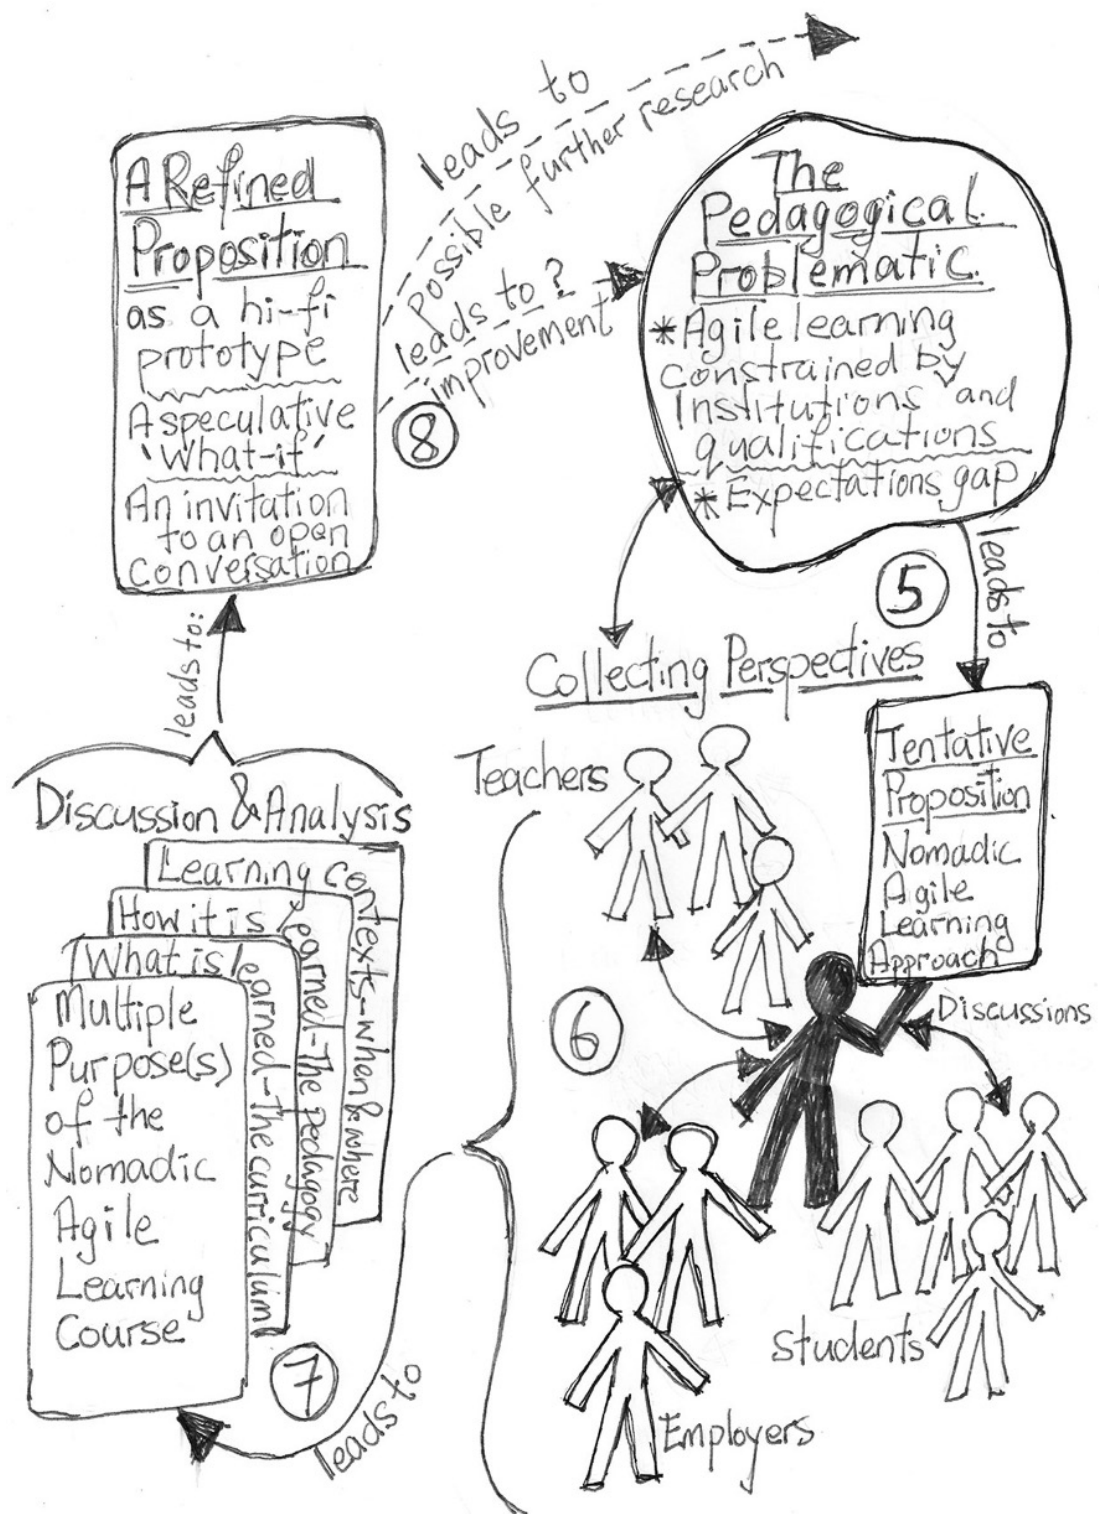 leads to
Possible further research
leads to?
improvement
8
A Refined
Proposition
as a hi-fi
prototype
A speculative
'What-if'
An invitation
to an open
conversation
The
Pedagogical
Problematic
*Agile learning
constrained by
Institutions and
qualifications
*Expectations gap
5
leads to
Collecting Perspectives
Tentative
Proposition
Nomadic
Agile
Learning
Approach
Teachers
Discussions
6
Students
Employers
leads to
7
leads to:
Discussion & Analysis
Learning contexts-when & where
How it is learned-The pedagogy
What is learned-The curriculum
Multiple
Purpose(s)
of the
Nomadic
Agile
Learning
Course